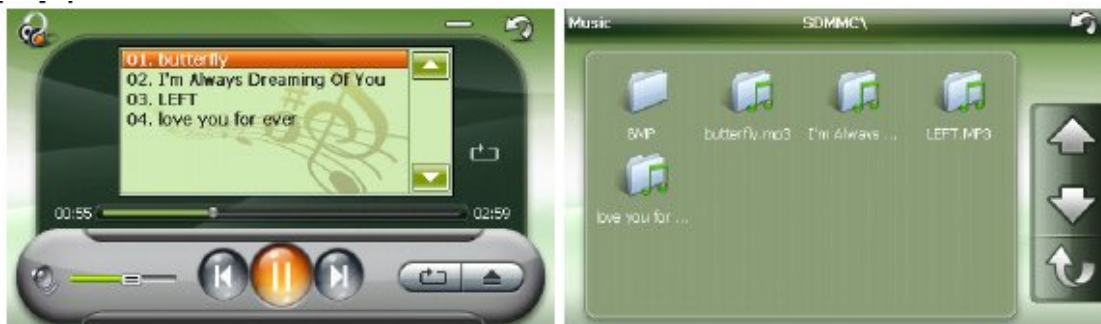 01. butterfly
02. I'm Always Dreaming Of You
03. LEFT
04. love you for ever
00:55
02:59
Music
SDMMC\
BMP
butterfly.mp3
I'm Always ...
LEFT.MP3
love you for ...